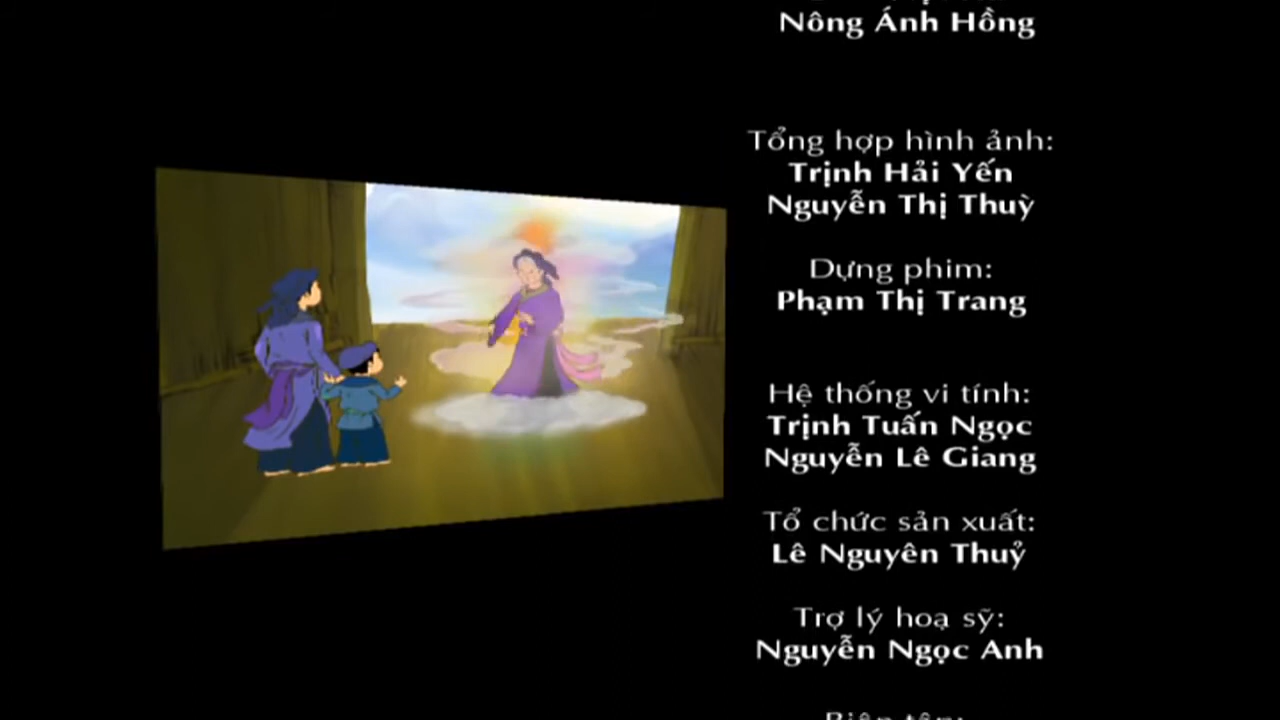 Nông Ánh Hồng
Tổng hợp hình ảnh:
Trịnh Hải Yến
Nguyễn Thị Thuỳ
Dựng phim:
Phạm Thị Trang
Hệ thống vi tính:
Trịnh Tuấn Ngọc
Nguyễn Lê Giang
Tổ chức sản xuất:
Lê Nguyên Thuỷ
Trợ lý hoạ sỹ:
Nguyễn Ngọc Anh